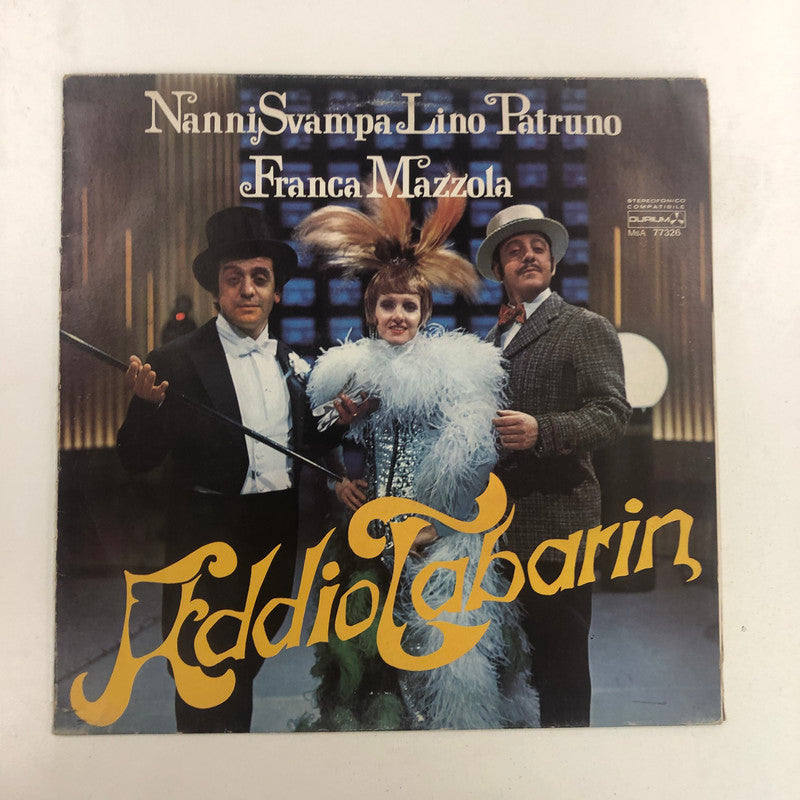 Nanni Svampa Lino Patruno
Franca Mazzola
STEREOFONICO
COMPATIBILE
DURIUM
MsA 77326
Addio Tabarin